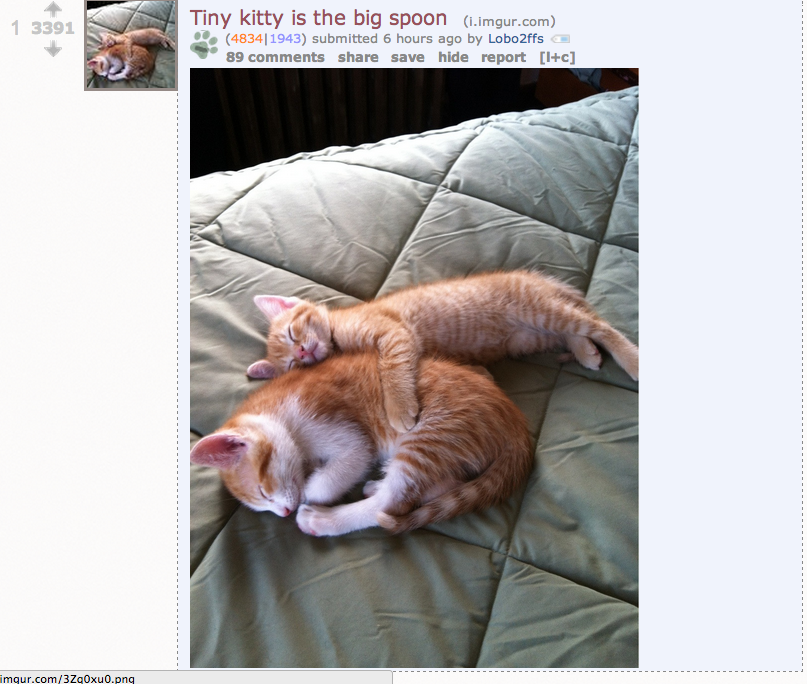 1 3391
Tiny kitty is the big spoon (i.imgur.com)
(4834|1943) submitted 6 hours ago by Lobo2ffs
89 comments share save hide report [l+c]
imgur.com/3Zq0xu0.png